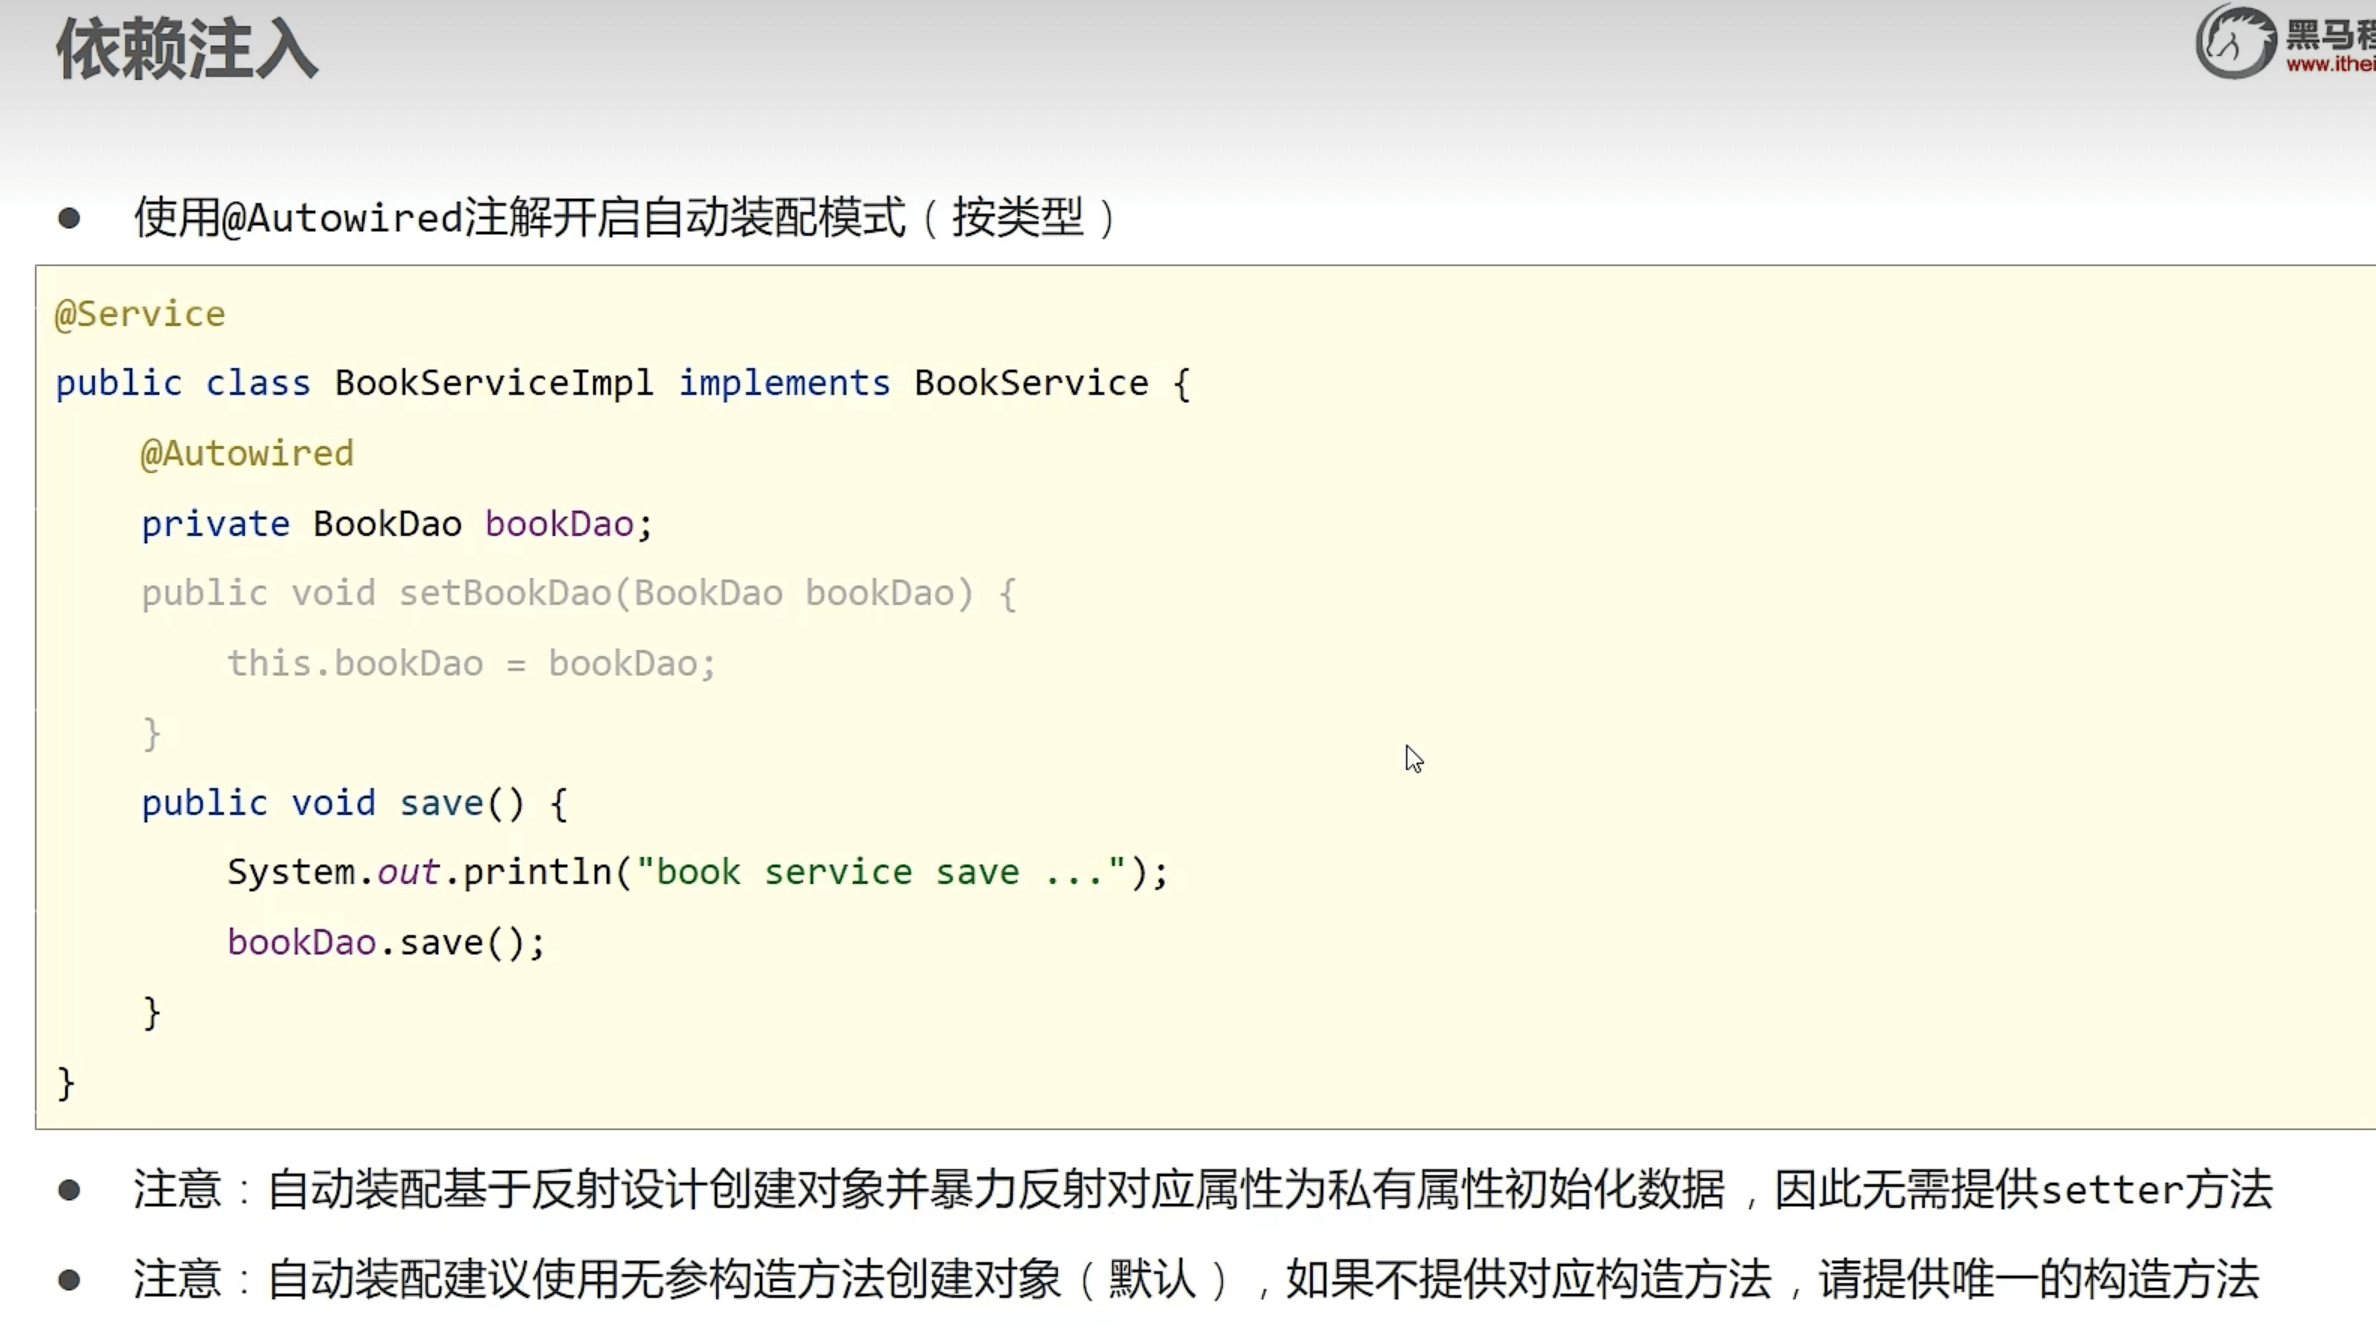 依赖注入
黑马程
www.ithei
使用@Autowired注解开启自动装配模式（按类型）
@Service
public class BookServiceImpl implements BookService {
@Autowired
private BookDao bookDao;
public void setBookDao(BookDao bookDao) {
this.bookDao = bookDao;
}
public void save() {
System.out.println("book service save ...");
bookDao.save();
}
}
注意：自动装配基于反射设计创建对象并暴力反射对应属性为私有属性初始化数据，因此无需提供setter方法
注意：自动装配建议使用无参构造方法创建对象（默认），如果不提供对应构造方法，请提供唯一的构造方法